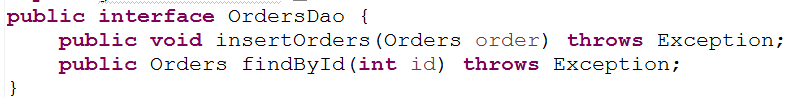 public interface OrdersDao {
    public void insertOrders(Orders order) throws Exception;
    public Orders findById(int id) throws Exception;
}